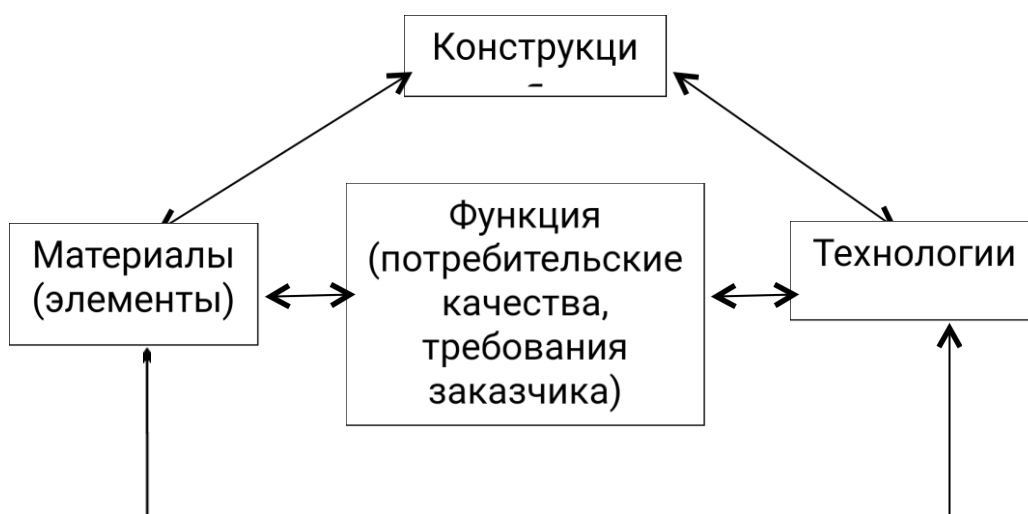 Конструкци
Функция
(потребительские
качества,
требования
заказчика)
Материалы
(элементы)
Технологии